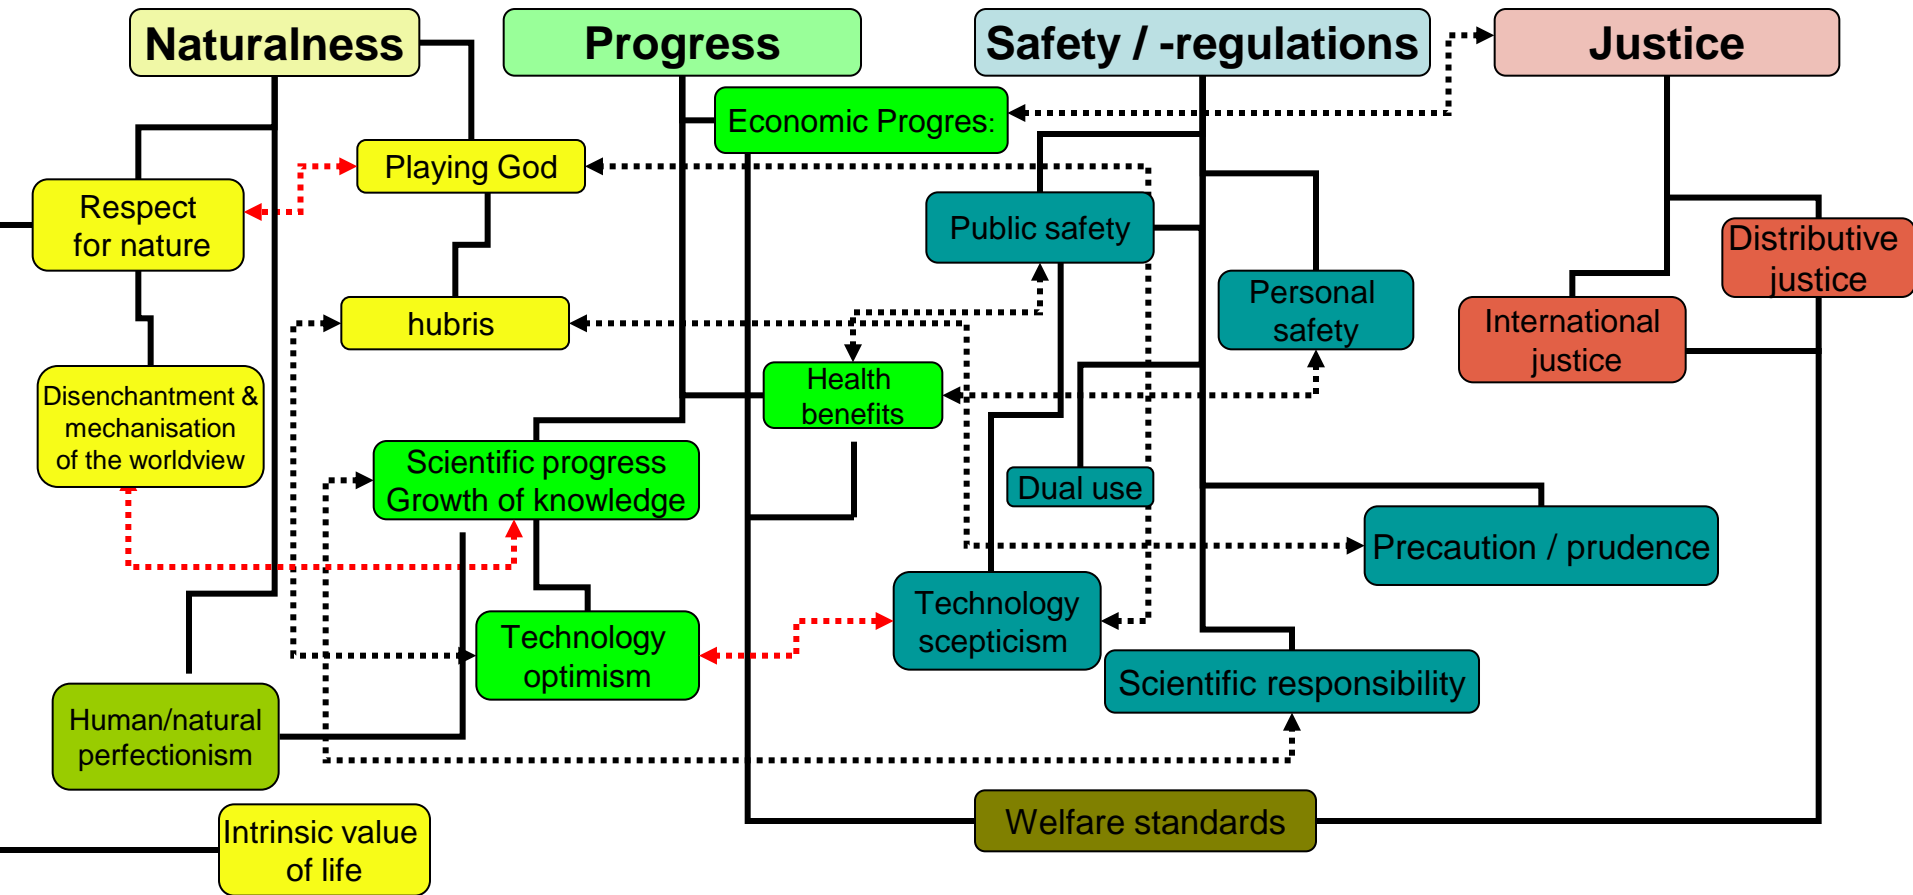 Naturalness
Progress
Safety / -regulations
Justice
Economic Progres:
Playing God
Respect
for nature
Public safety
Distributive
justice
Personal
safety
hubris
International
justice
Health
benefits
Disenchantment &
mechanisation
of the worldview
Scientific progress
Growth of knowledge
Dual use
Precaution / prudence
Technology
scepticism
Technology
optimism
Scientific responsibility
Human/natural
perfectionism
Welfare standards
Intrinsic value
of life